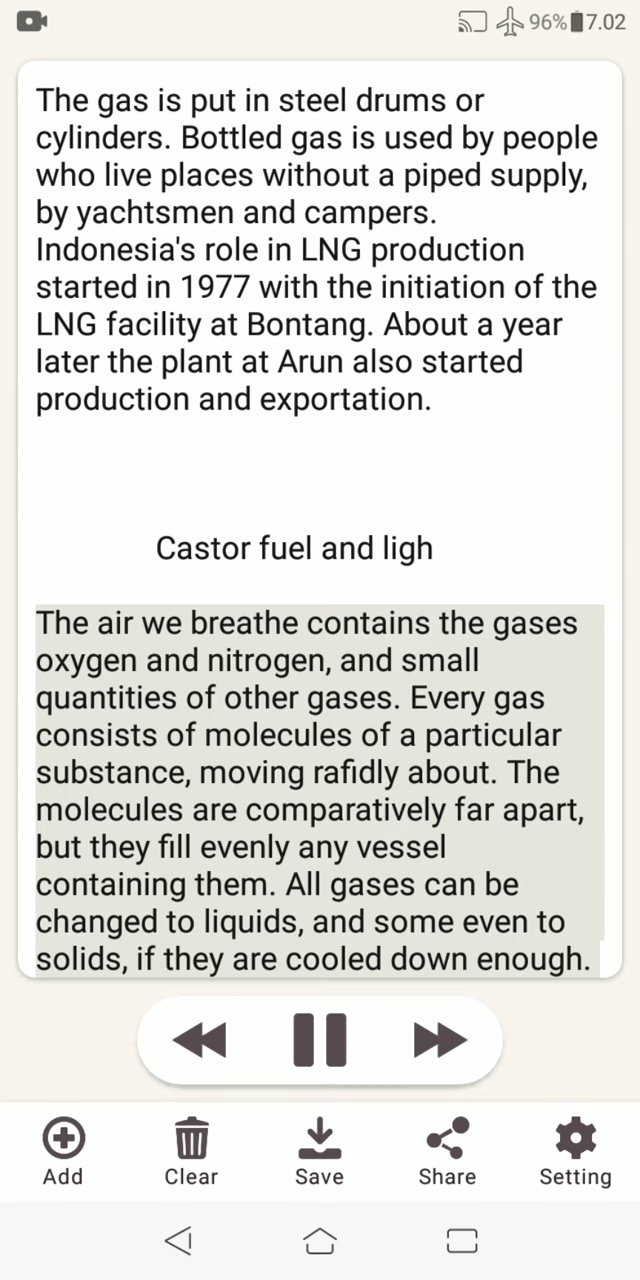 96% 7.02
The gas is put in steel drums or
cylinders. Bottled gas is used by people
who live places without a piped supply,
by yachtsmen and campers.
Indonesia's role in LNG production
started in 1977 with the initiation of the
LNG facility at Bontang. About a year
later the plant at Arun also started
production and exportation.
Castor fuel and ligh
The air we breathe contains the gases
oxygen and nitrogen, and small
quantities of other gases. Every gas
consists of molecules of a particular
substance, moving rafidly about. The
molecules are comparatively far apart,
but they fill evenly any vessel
containing them. All gases can be
changed to liquids, and some even to
solids, if they are cooled down enough.
Add Clear Save Share Setting